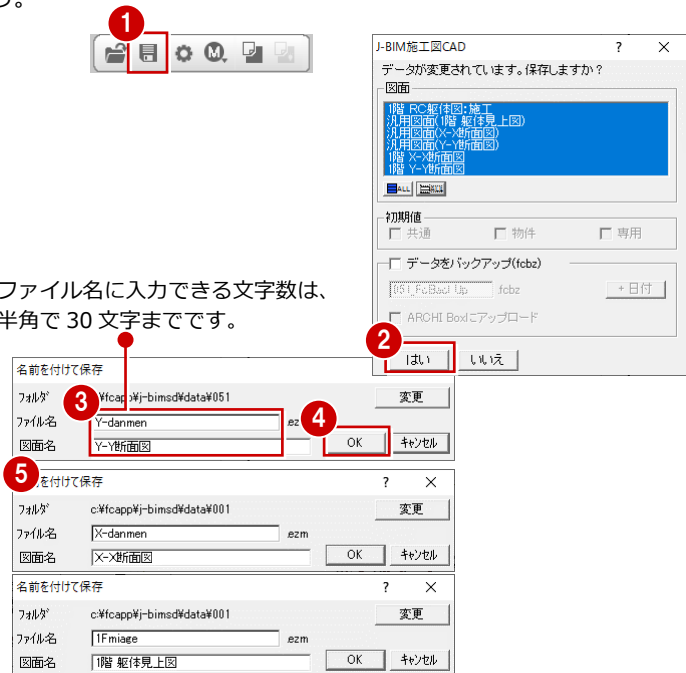 1
J-BIM施工図CAD ? ×
データが変更されています。保存しますか?
図面
1階 RC躯体図:施工
汎用図面(1階 躯体見上図)
汎用図面(X-X断面図)
汎用図面(Y-Y断面図)
1階 X-X断面図
1階 Y-Y断面図
ALL
初期値
共通 物件 専用
データをバックアップ(fcbz)
fcbz +日付
ARCHI Boxにアップロード
2
はい いいえ
ファイル名に入力できる文字数は、
半角で 30 文字までです。
名前を付けて保存
フォルダ ¥fcapp¥j-bimsd¥data¥051 変更
3
ファイル名 Y-danmen
4
図面名 Y-Y断面図 OK キャンセル
5
を付けて保存 ? ×
フォルダ c:¥fcapp¥j-bimsd¥data¥001 変更
ファイル名 X-danmen .ezm
図面名 X-X断面図 OK キャンセル
名前を付けて保存 ? ×
フォルダ c:¥fcapp¥j-bimsd¥data¥001 変更
ファイル名 1Fmiage .ezm
図面名 1階 躯体見上図 OK キャンセル